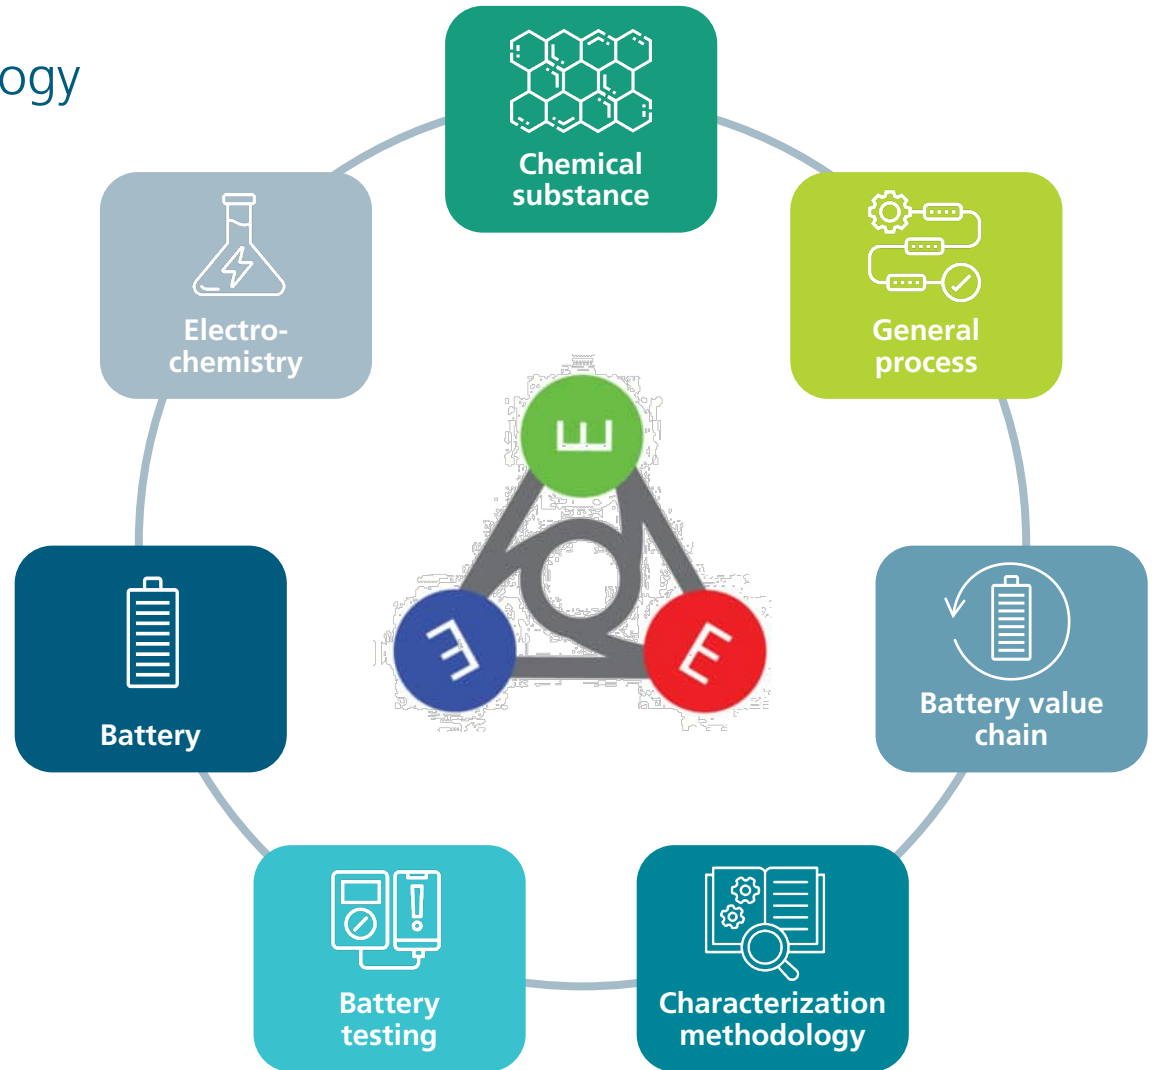 ogy
Chemical
substance
Electro-
chemistry
General
process
E
E
E
Battery
Battery value
chain
Battery
testing
Characterization
methodology